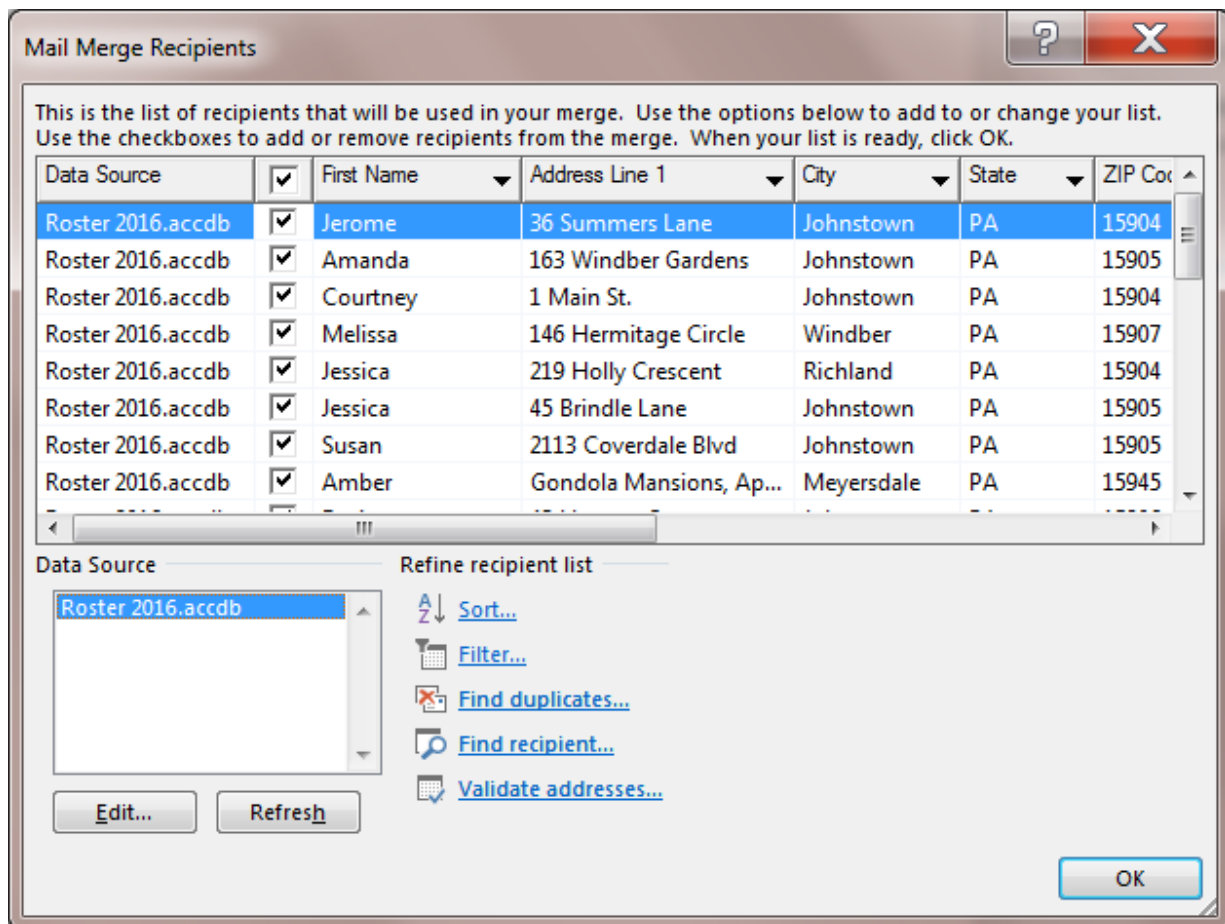 Mail Merge Recipients
This is the list of recipients that will be used in your merge. Use the options below to add to or change your list.
Use the checkboxes to add or remove recipients from the merge. When your list is ready, click OK.
Data Source First Name Address Line 1 City State ZIP Coc
Roster 2016.accdb Jerome 36 Summers Lane Johnstown PA 15904
Roster 2016.accdb Amanda 163 Windber Gardens Johnstown PA 15905
Roster 2016.accdb Courtney 1 Main St. Johnstown PA 15904
Roster 2016.accdb Melissa 146 Hermitage Circle Windber PA 15907
Roster 2016.accdb Jessica 219 Holly Crescent Richland PA 15904
Roster 2016.accdb Jessica 45 Brindle Lane Johnstown PA 15905
Roster 2016.accdb Susan 2113 Coverdale Blvd Johnstown PA 15905
Roster 2016.accdb Amber Gondola Mansions, Ap... Meyersdale PA 15945
Data Source Refine recipient list
Roster 2016.accdb
Sort...
Filter...
Find duplicates...
Find recipient...
Validate addresses...
Edit... Refresh
OK